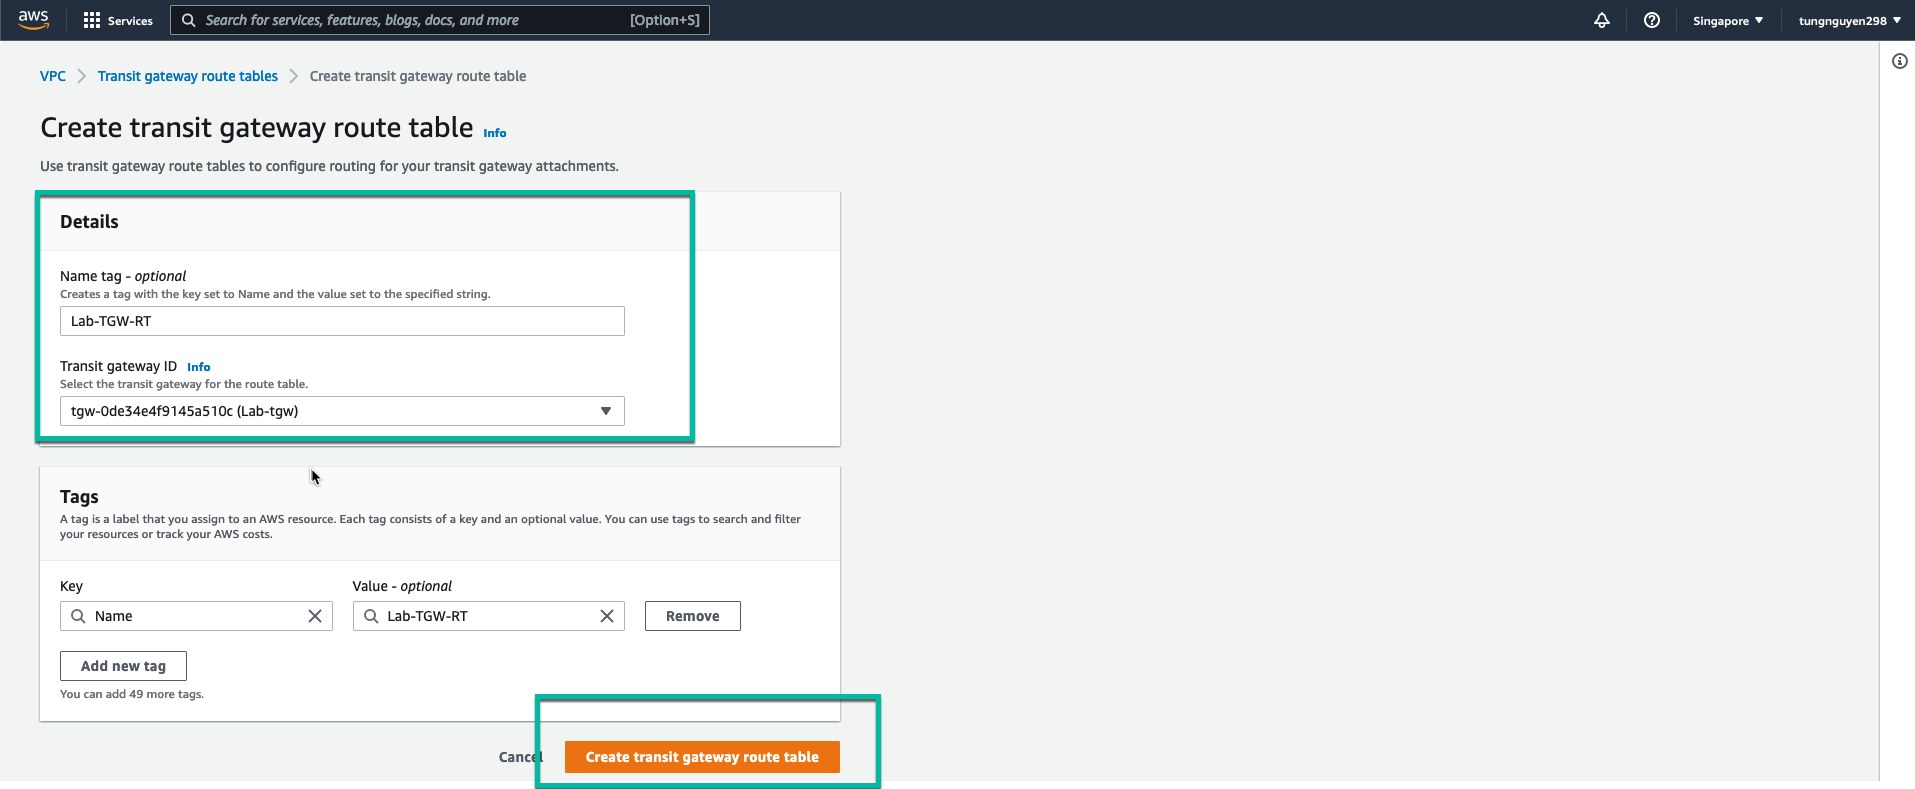 aws
Services
Search for services, features, blogs, docs, and more
[Option+S]
Singapore
tungnguyen298
VPC
Transit gateway route tables
Create transit gateway route table
Create transit gateway route table Info
Use transit gateway route tables to configure routing for your transit gateway attachments.
Details
Name tag - optional
Creates a tag with the key set to Name and the value set to the specified string.
Lab-TGW-RT
Transit gateway ID Info
Select the transit gateway for the route table.
tgw-0de34e4f9145a510c (Lab-tgw)
Tags
A tag is a label that you assign to an AWS resource. Each tag consists of a key and an optional value. You can use tags to search and filter
your resources or track your AWS costs.
Key
Value - optional
Name
Lab-TGW-RT
Remove
Add new tag
You can add 49 more tags.
Cancel
Create transit gateway route table